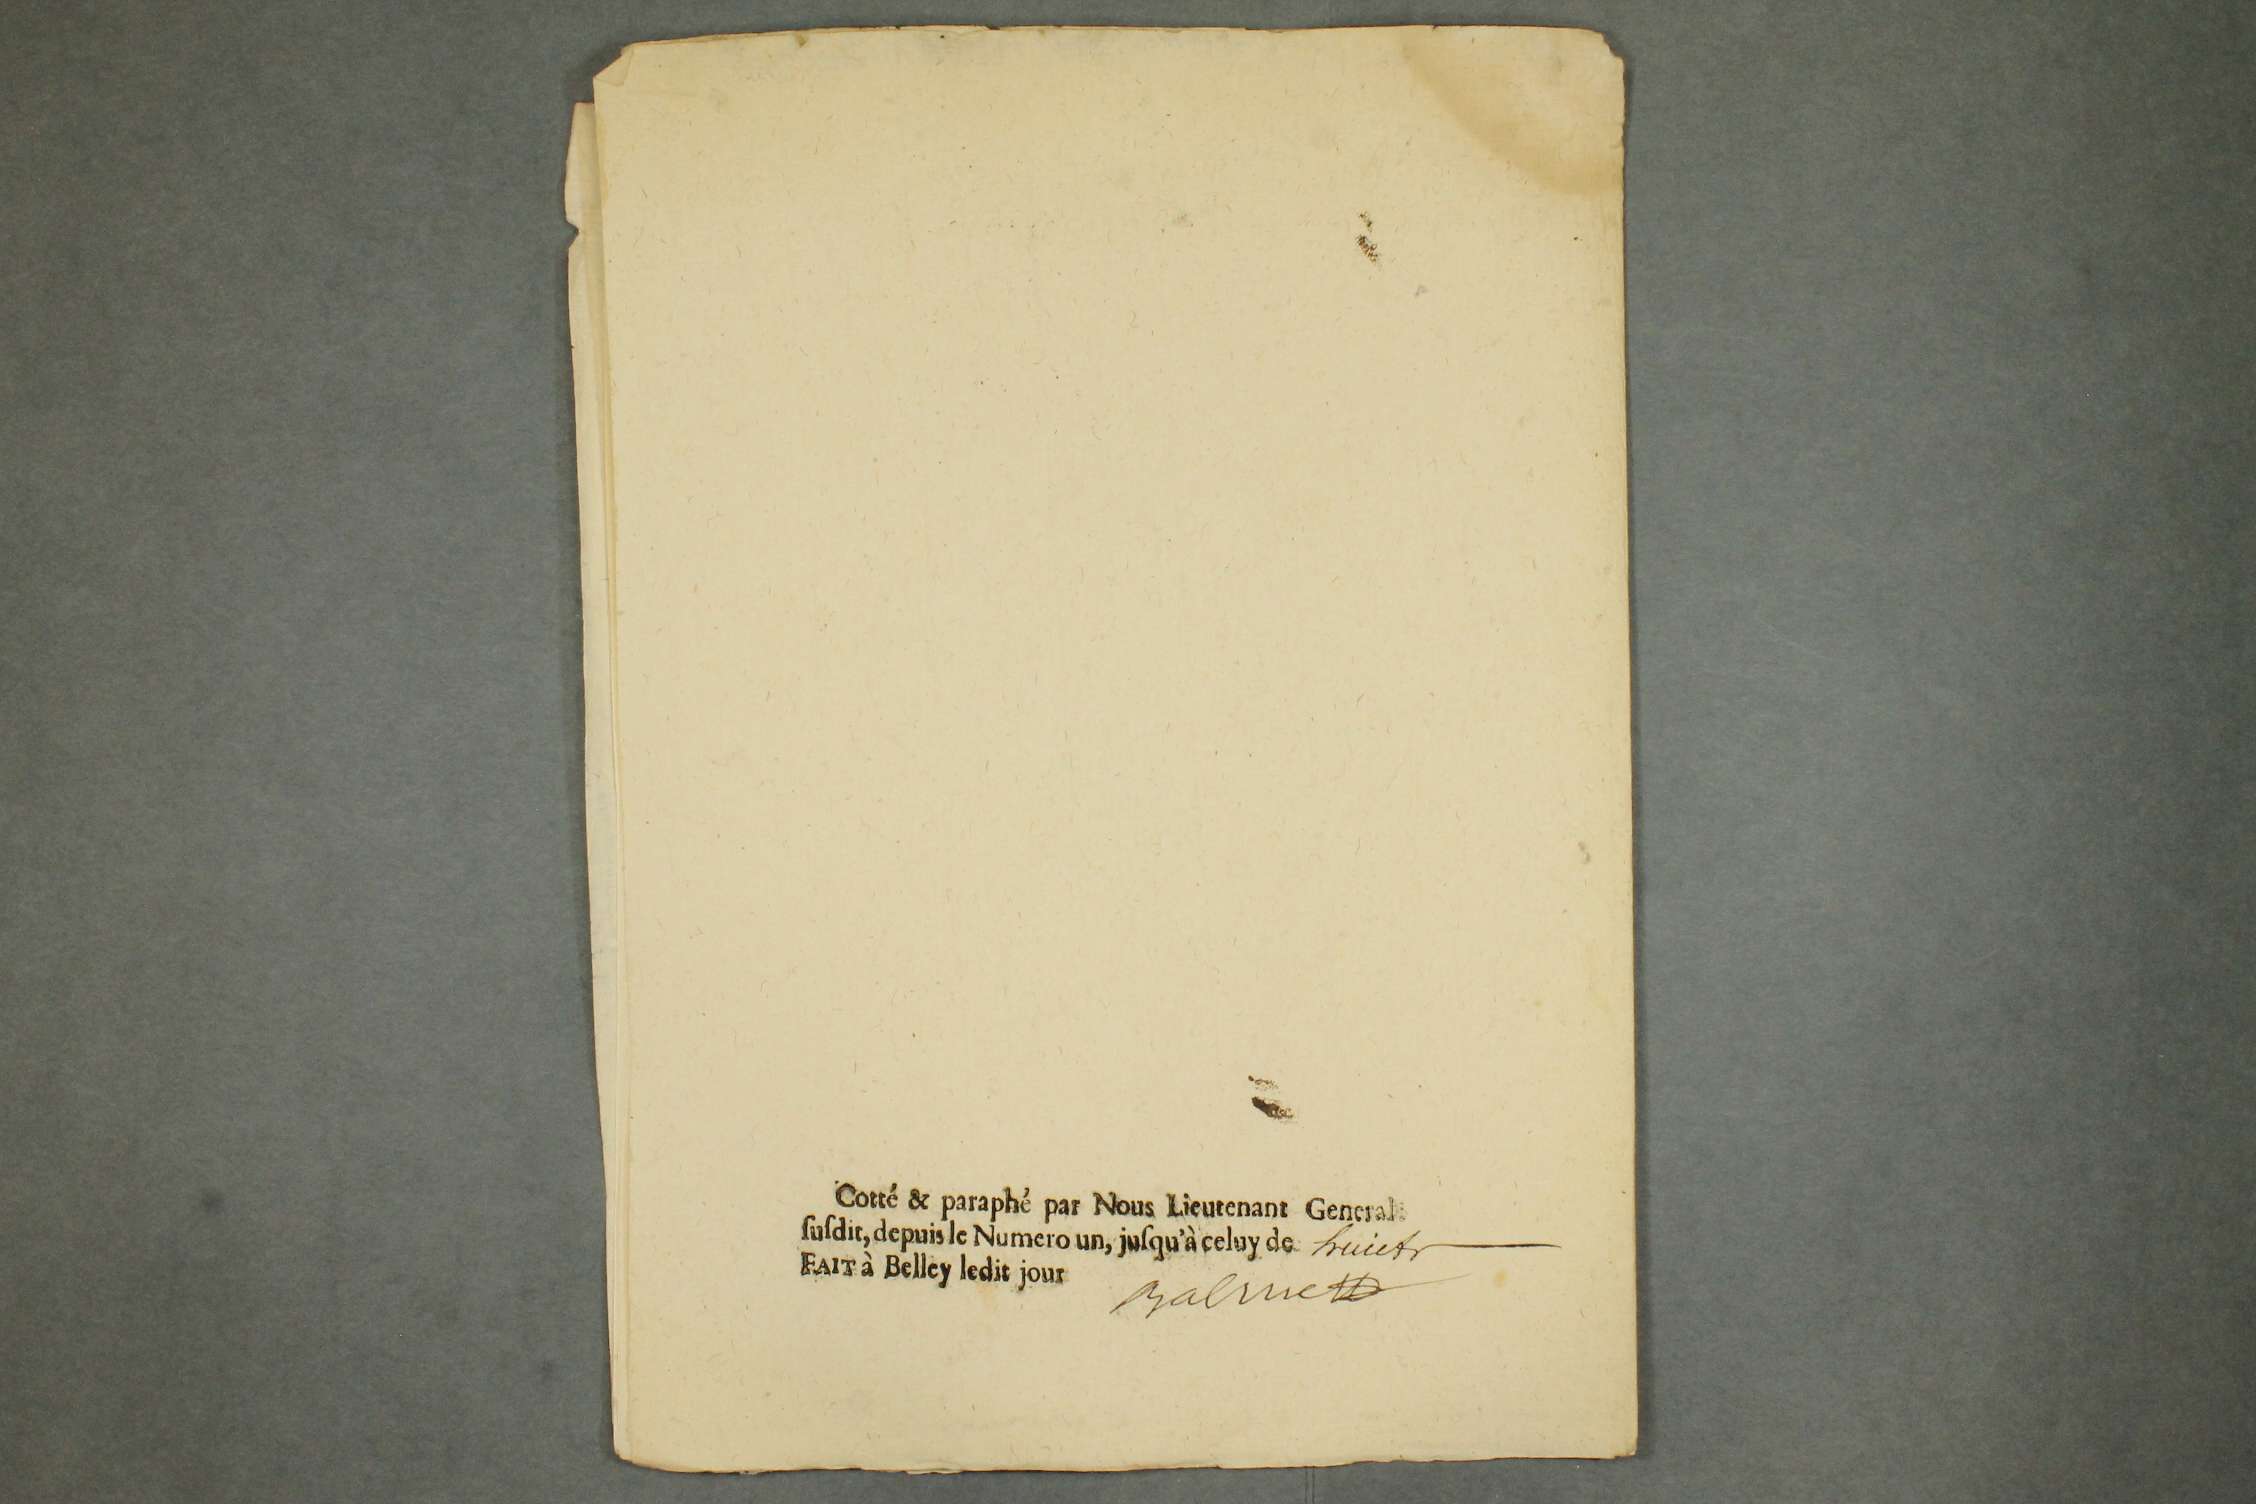 Cotté & paraphé par Nous Lieutenant General
ſuſdit, depuis le Numero un, juſqu'à celuy de huict
FAIT à Belley ledit jour
Balmett